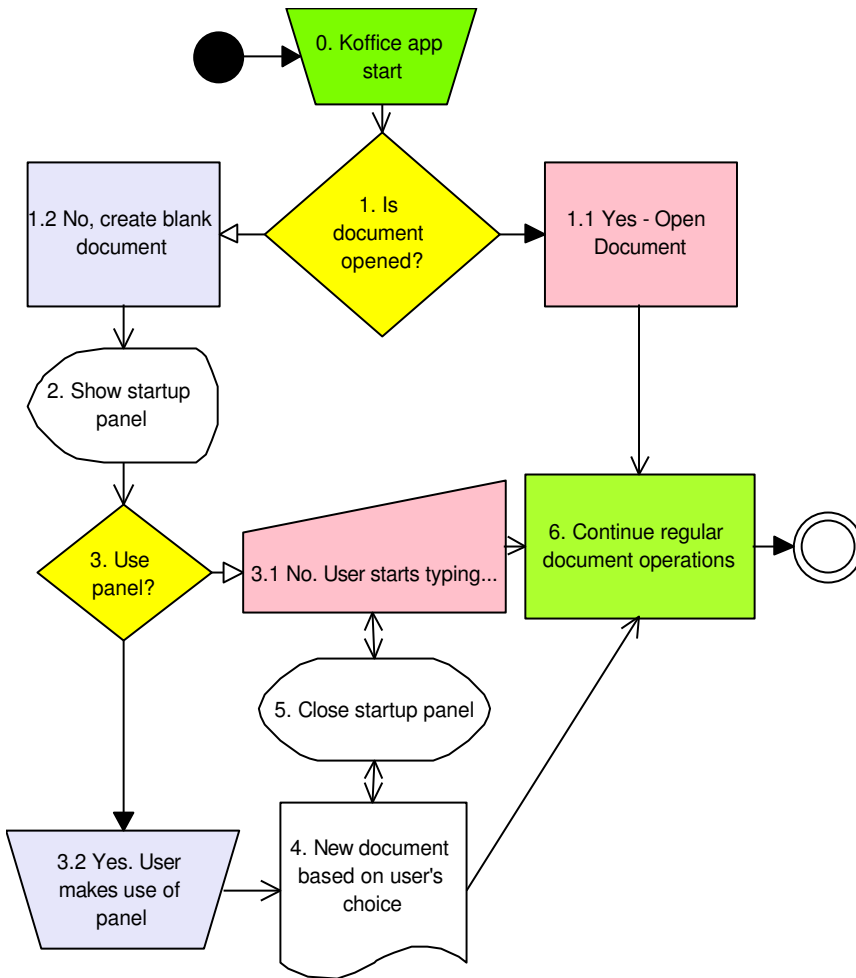 0. Koffice app
start
1. Is
document
opened?
1.2 No, create blank
document
1.1 Yes - Open
Document
2. Show startup
panel
3. Use
panel?
3.1 No. User starts typing...
6. Continue regular
document operations
5. Close startup panel
3.2 Yes. User
makes use of
panel
4. New document
based on user's
choice